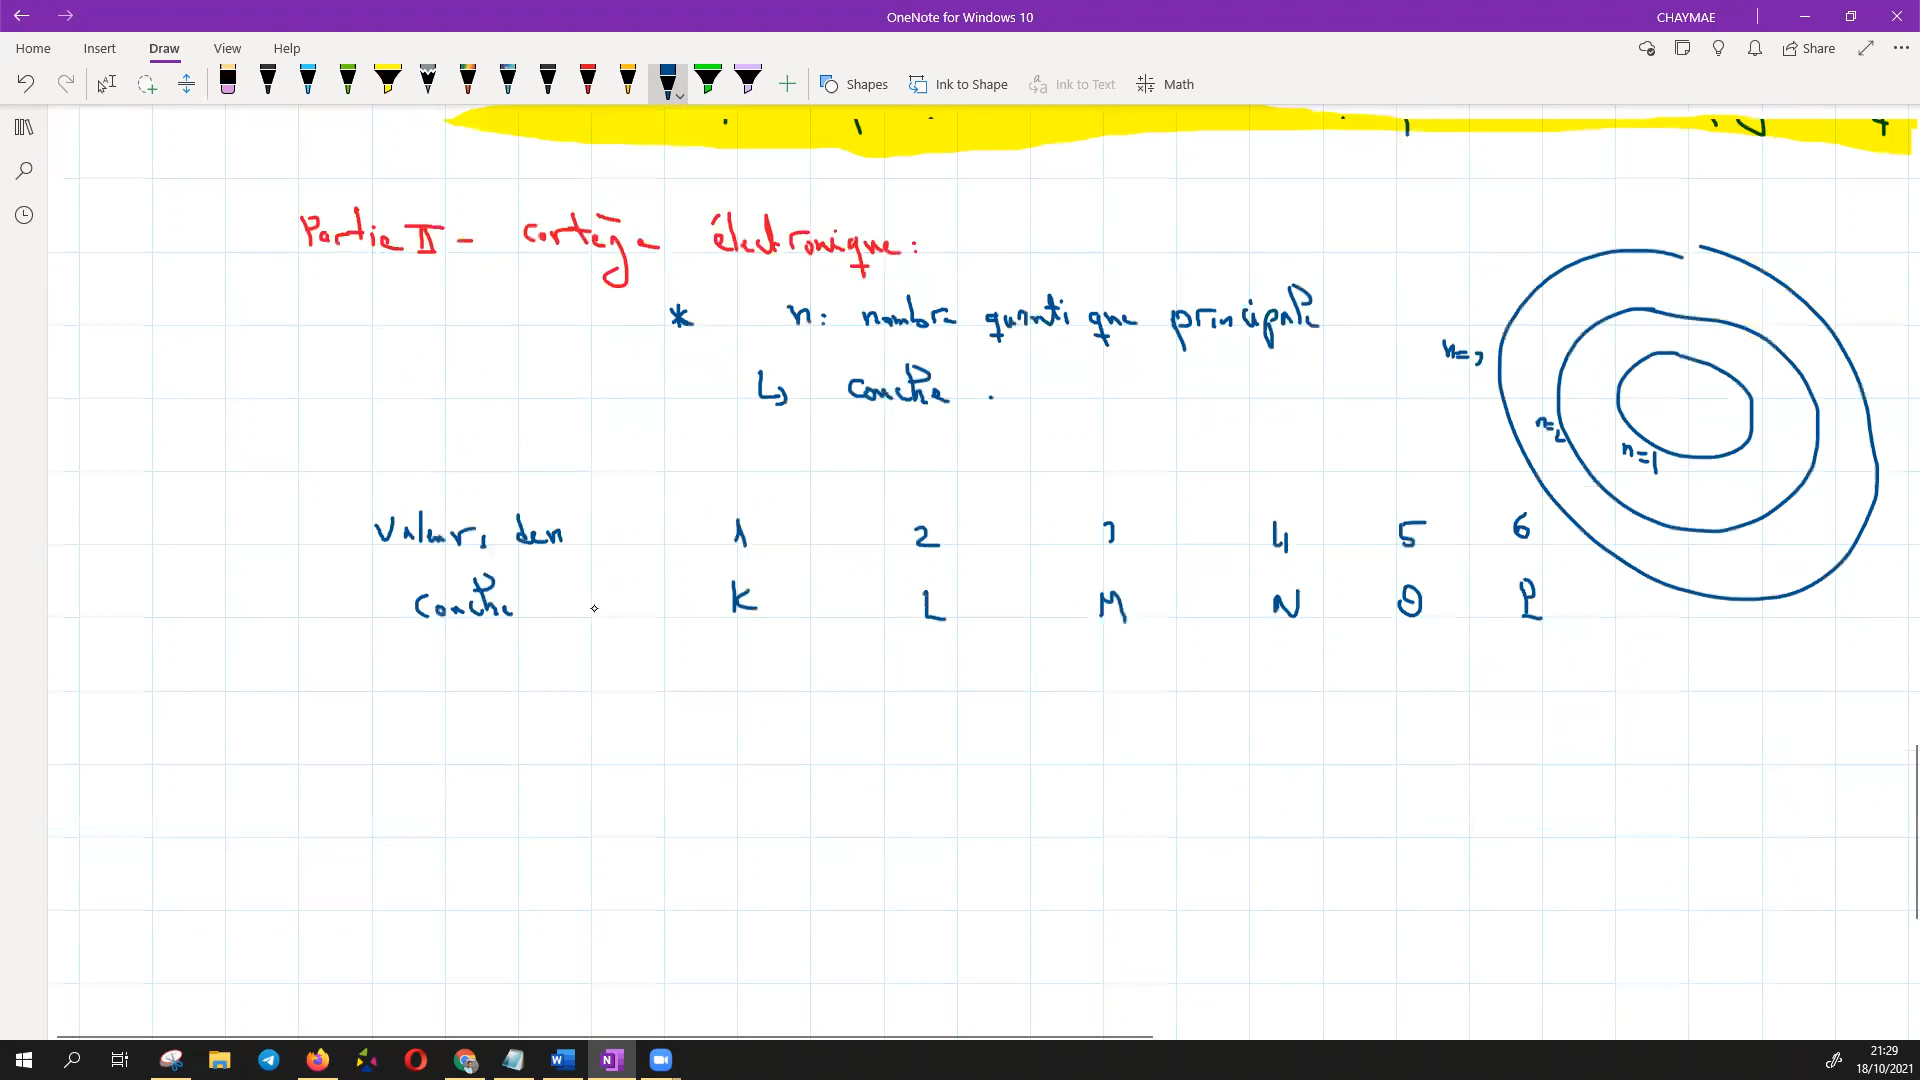 OneNote for Windows 10
CHAYMAE
Home Insert Draw View Help
Share
Shapes Ink to Shape Ink to Text Math
Partie II - cortège électronique :
* n : nombre quantique principale
↳ couche .
n=3
n=2
n=1
Valeurs de n 1 2 3 4 5 6
Couche K L M N O P
21:29
18/10/2021